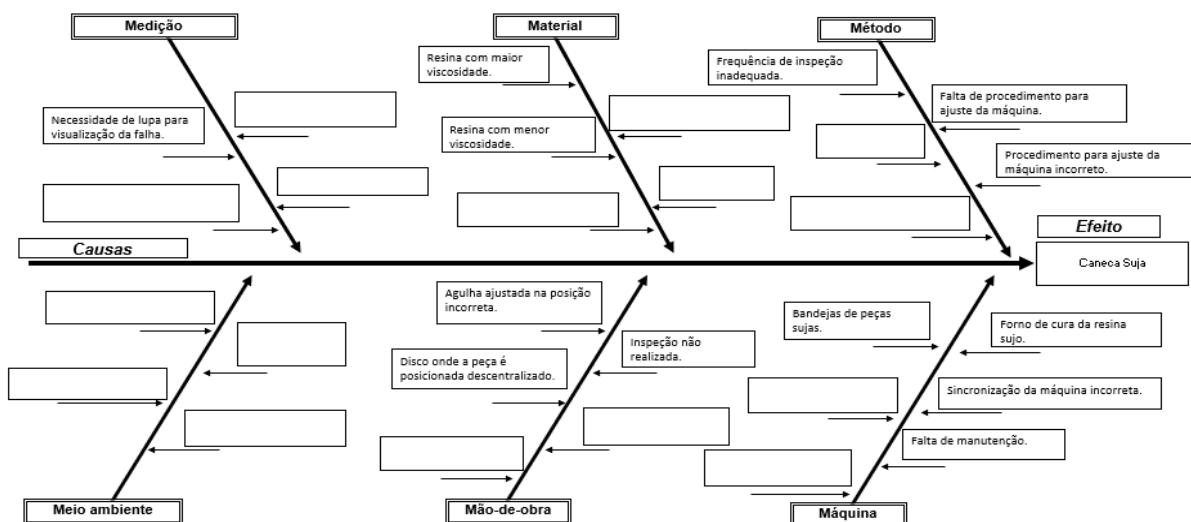 Medição
Material
Método
Resina com maior
viscosidade.
Frequência de inspeção
inadequada.
Necessidade de lupa para
visualização da falha.
Falta de procedimento para
ajuste da máquina.
Resina com menor
viscosidade.
Procedimento para ajuste da
máquina incorreto.
Causas
Efeito
Caneca Suja
Agulha ajustada na posição
incorreta.
Bandejas de peças
sujas.
Forno de cura da resina
sujo.
Inspeção não
realizada.
Disco onde a peça é
posicionada descentralizado.
Sincronização da máquina incorreta.
Falta de manutenção.
Meio ambiente
Mão-de-obra
Máquina